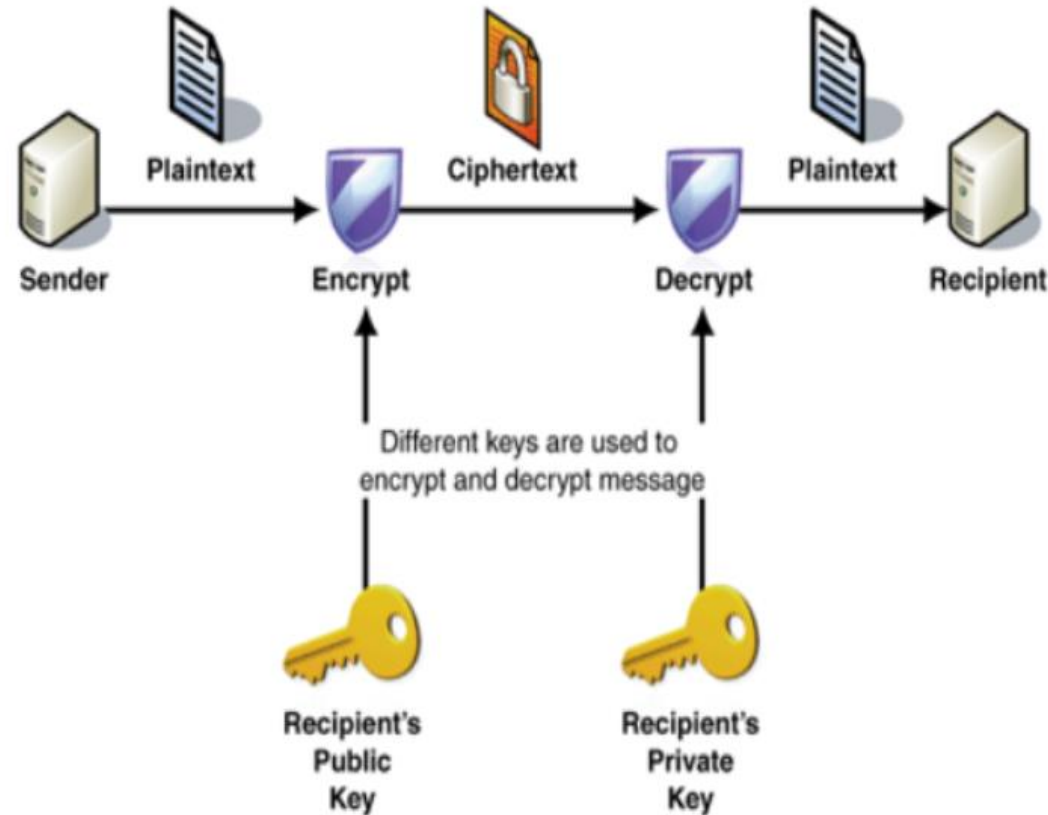 Plaintext
Ciphertext
Plaintext
Sender
Encrypt
Decrypt
Recipient
Different keys are used to
encrypt and decrypt message
Recipient's
Public
Key
Recipient's
Private
Key